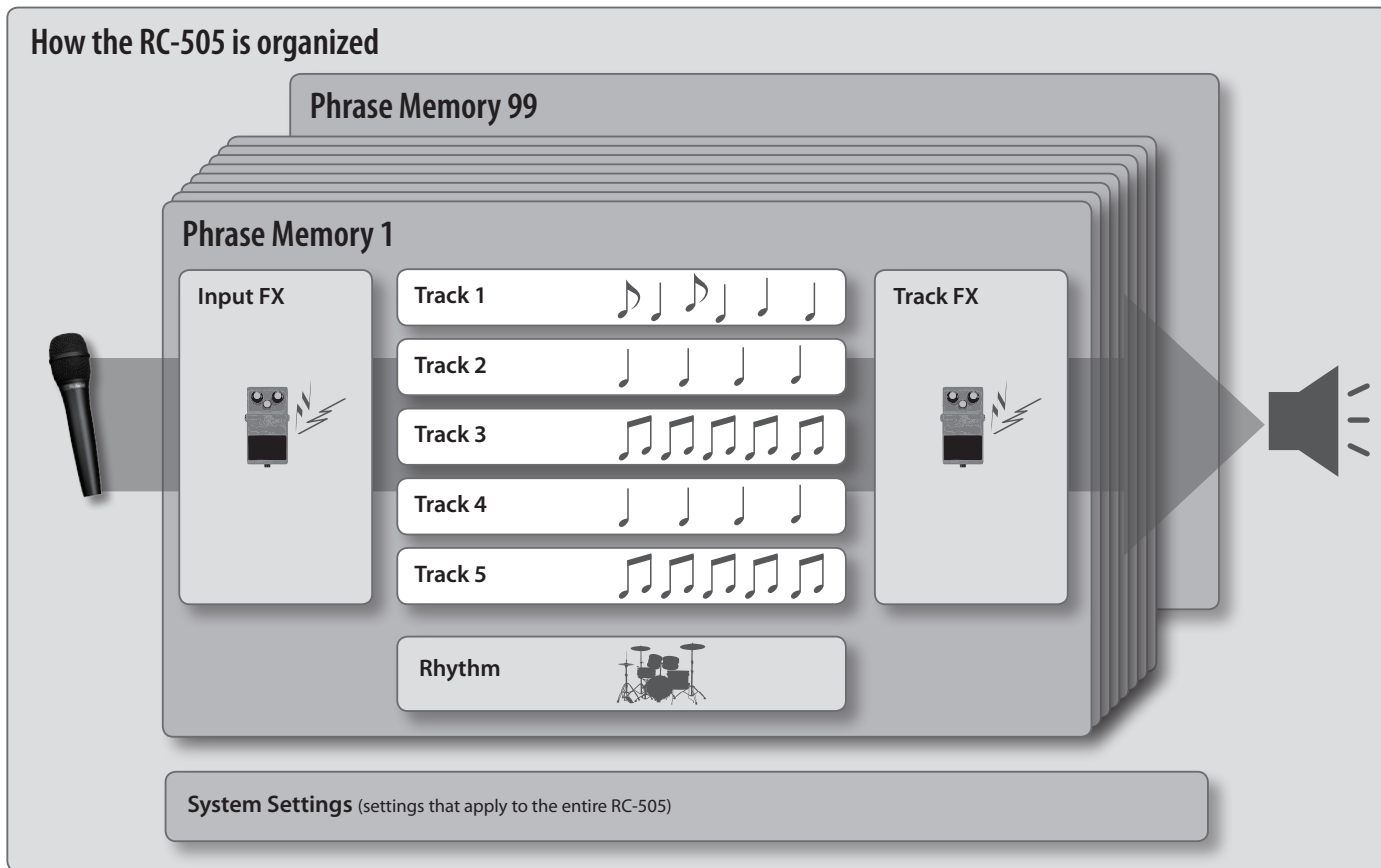 How the RC-505 is organized
Phrase Memory 99
Phrase Memory 1
Input FX
Track 1
Track 2
Track 3
Track 4
Track 5
Rhythm
Track FX
System Settings (settings that apply to the entire RC-505)